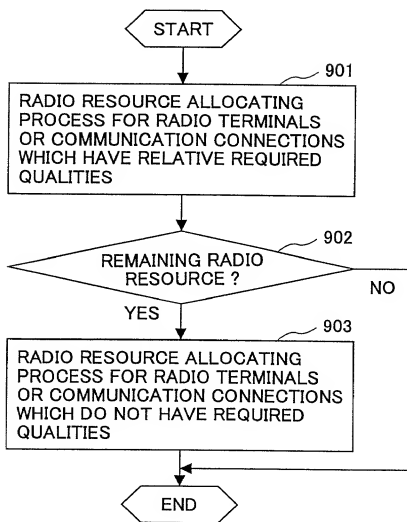 START
901
RADIO RESOURCE ALLOCATING
PROCESS FOR RADIO TERMINALS
OR COMMUNICATION CONNECTIONS
WHICH HAVE RELATIVE REQUIRED
QUALITIES
902
REMAINING RADIO
RESOURCE ?
NO
YES
903
RADIO RESOURCE ALLOCATING
PROCESS FOR RADIO TERMINALS
OR COMMUNICATION CONNECTIONS
WHICH DO NOT HAVE REQUIRED
QUALITIES
END